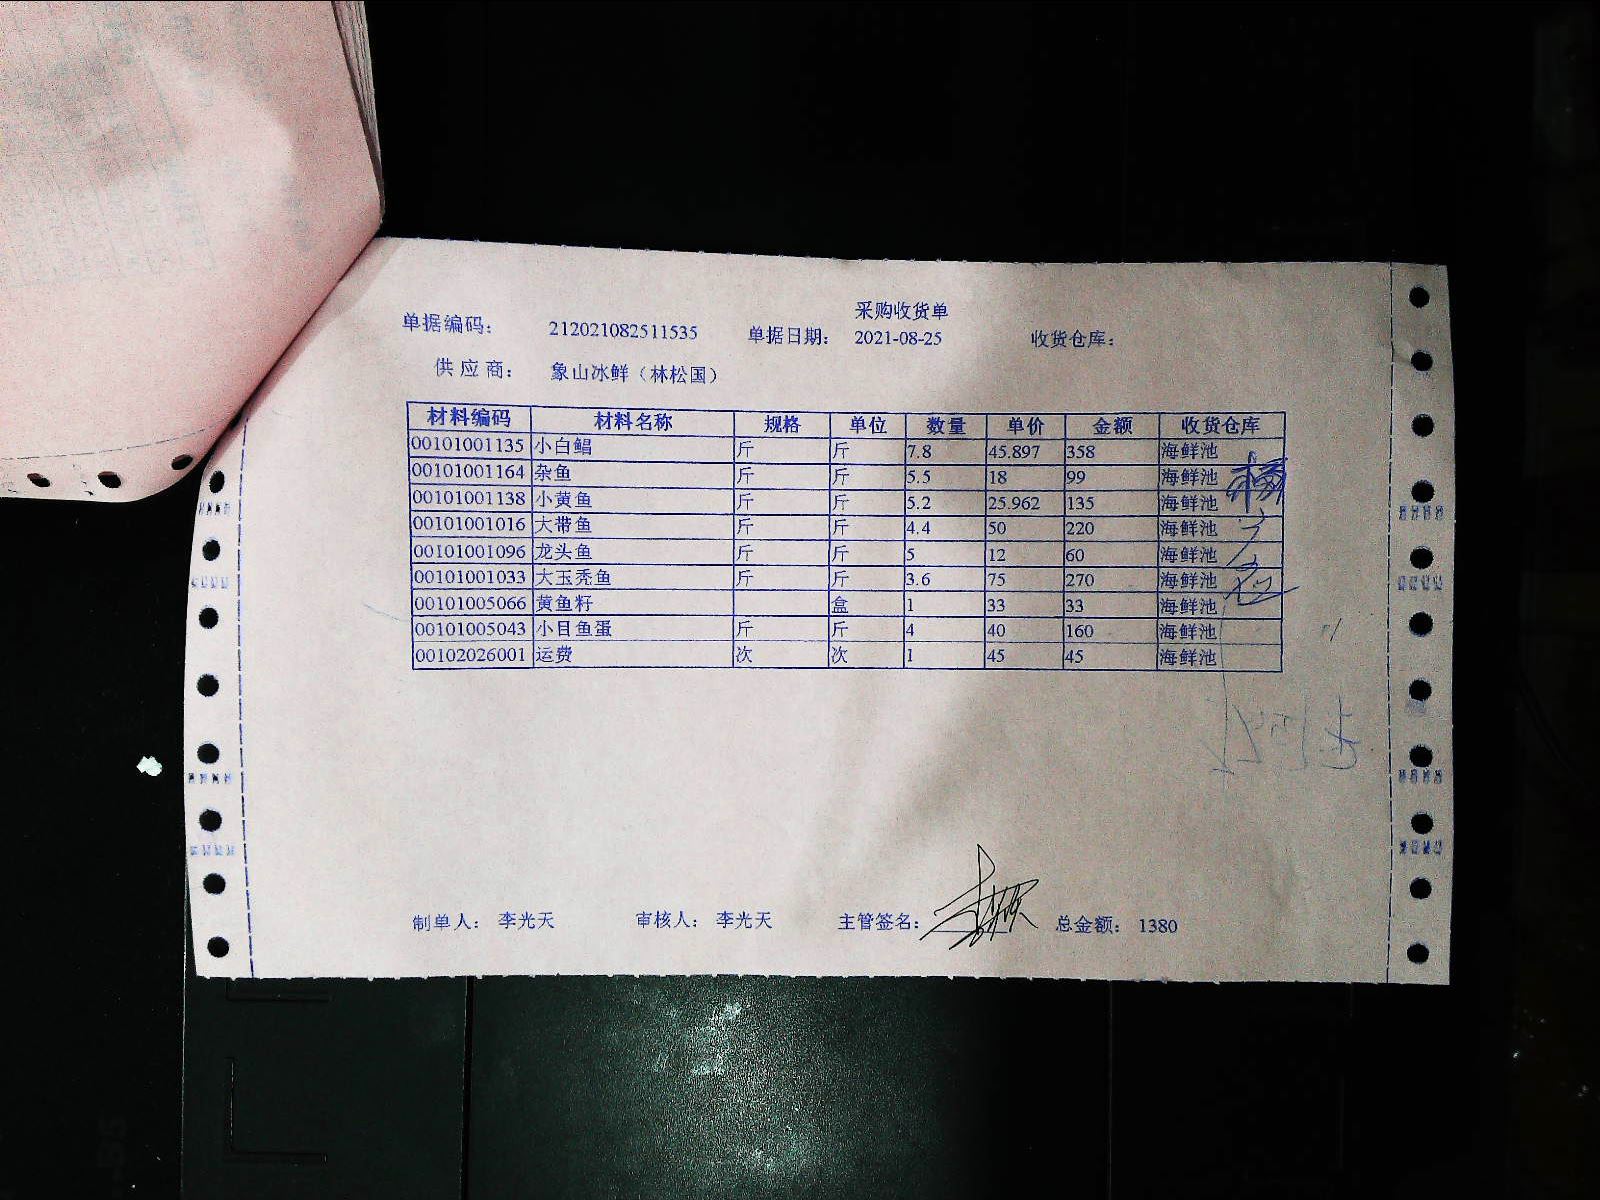 采购收货单
单据编码： 212021082511535 单据日期： 2021-08-25 收货仓库：
供应商： 象山冰鲜（林松国）
材料编码 材料名称 规格 单位 数量 单价 金额 收货仓库
00101001135 小白鲳 斤 斤 7.8 45.897 358 海鲜池
00101001164 杂鱼 斤 斤 5.5 18 99 海鲜池
00101001138 小黄鱼 斤 斤 5.2 25.962 135 海鲜池
00101001016 大带鱼 斤 斤 4.4 50 220 海鲜池
00101001096 龙头鱼 斤 斤 5 12 60 海鲜池
00101001033 大玉秃鱼 斤 斤 3.6 75 270 海鲜池
00101005066 黄鱼籽 盒 1 33 33 海鲜池
00101005043 小目鱼蛋 斤 斤 4 40 160 海鲜池
00102026001 运费 次 次 1 45 45 海鲜池
制单人： 李光天 审核人： 李光天 主管签名： 总金额： 1380